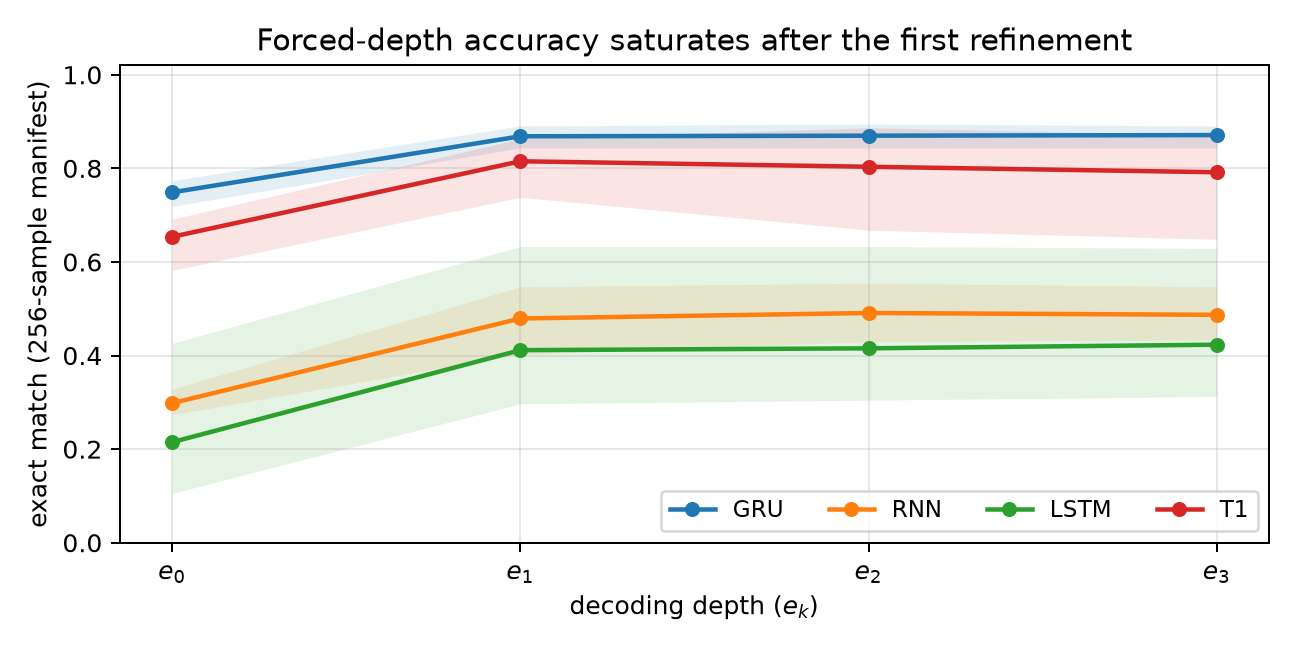 Forced-depth accuracy saturates after the first refinement
exact match (256-sample manifest)
1.0
0.8
0.6
0.4
0.2
0.0
GRU RNN LSTM T1
e₀ e₁ e₂ e₃
decoding depth (eₖ)